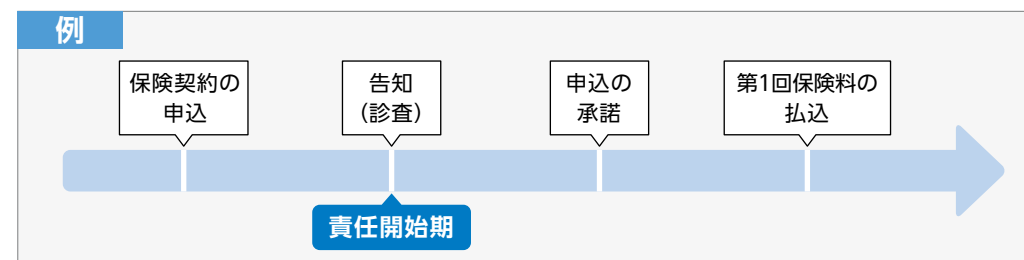 例
保険契約の
申込
告知
（診査）
申込の
承諾
第1回保険料の
払込
責任開始期